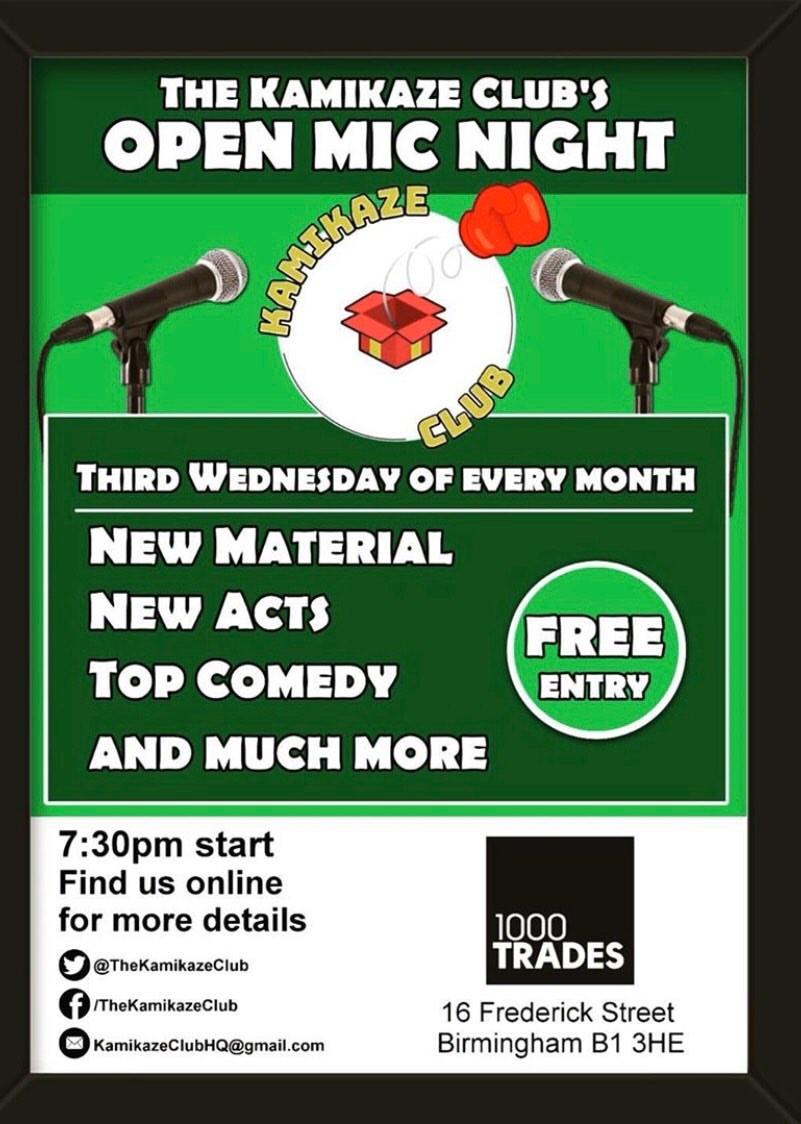 THE KAMIKAZE CLUB'S
OPEN MIC NIGHT
KAMIKAZE
CLUB
THIRD WEDNESDAY OF EVERY MONTH
NEW MATERIAL
NEW ACTS
TOP COMEDY
AND MUCH MORE
FREE
ENTRY
7:30pm start
Find us online
for more details
@TheKamikazeClub
/TheKamikazeClub
KamikazeClubHQ@gmail.com
1000
TRADES
16 Frederick Street
Birmingham B1 3HE